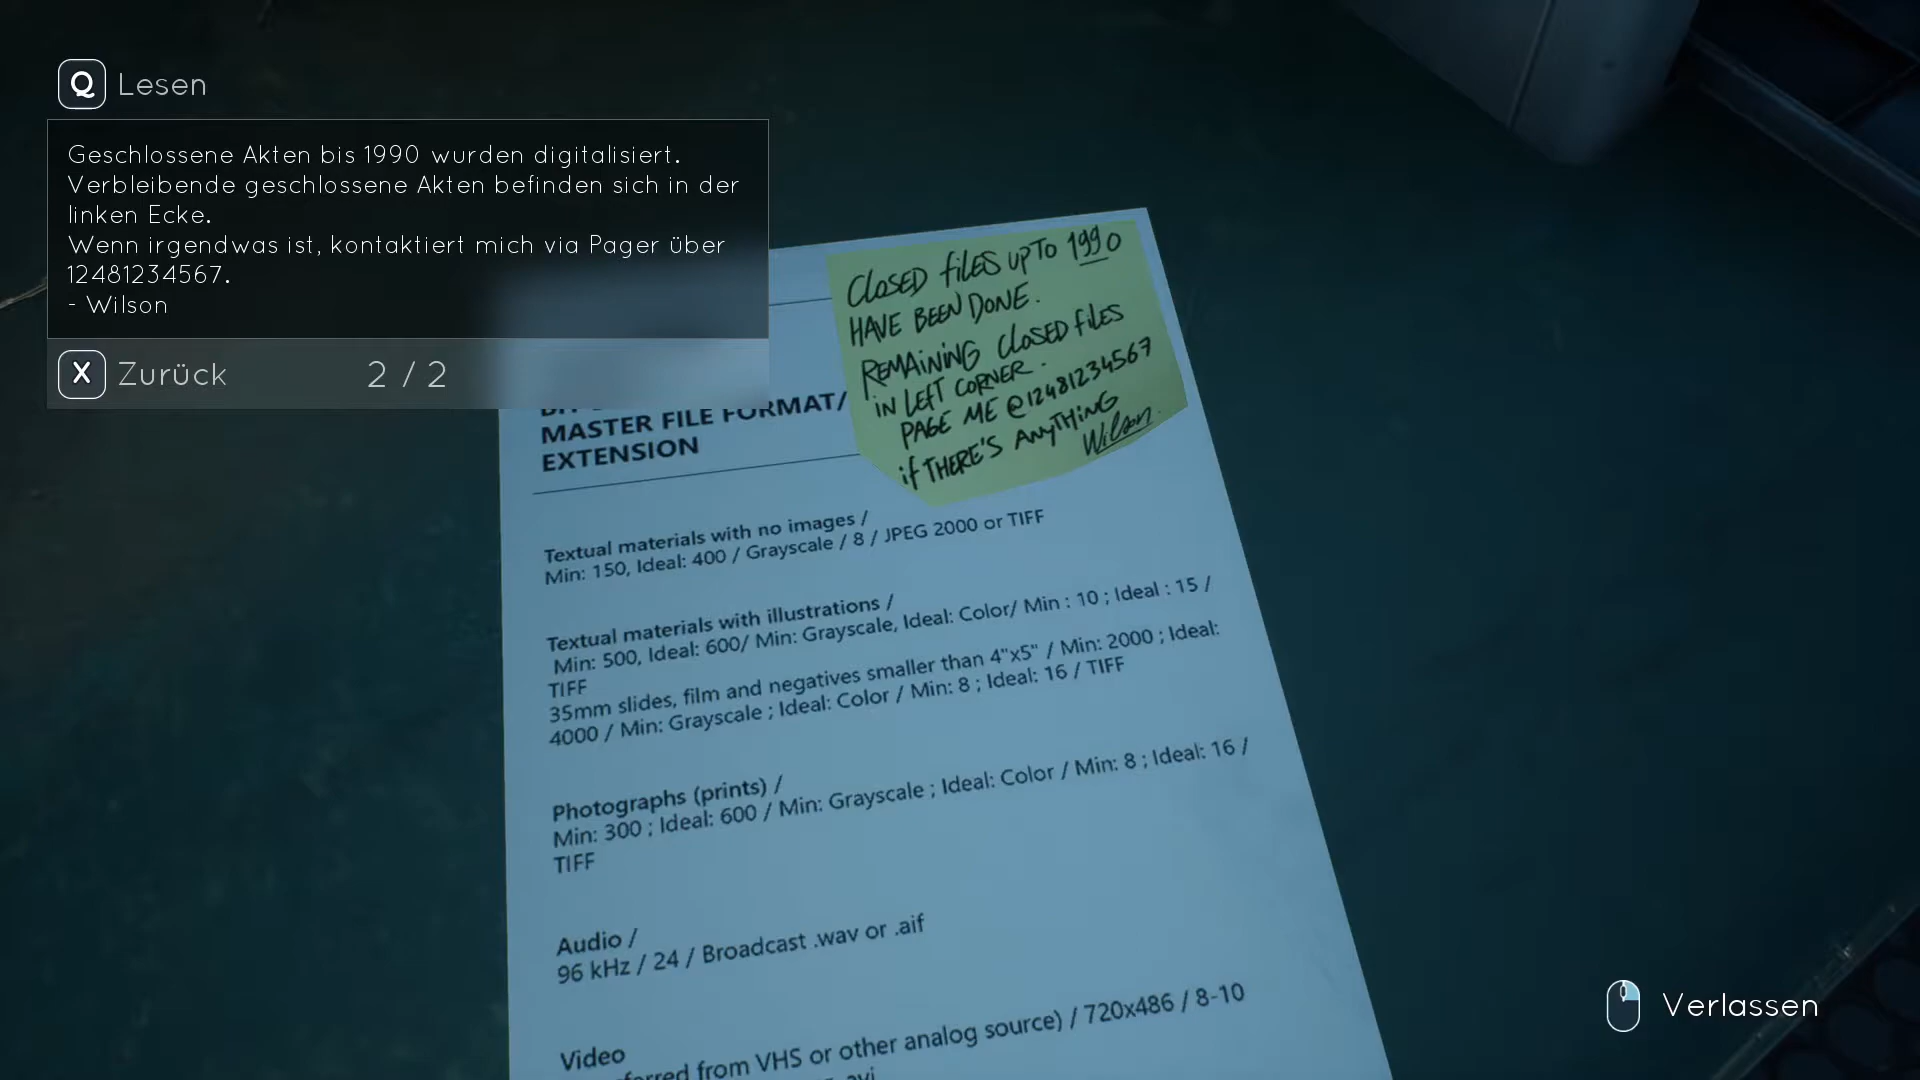 Q Lesen
Geschlossene Akten bis 1990 wurden digitalisiert.
Verbleibende geschlossene Akten befinden sich in der
linken Ecke.
Wenn irgendwas ist, kontaktiert mich via Pager über
12481234567.
- Wilson
X Zurück 2 / 2
CLOSED fiLES UP TO 1990
HAVE BEEN DONE.
REMAiNiNG CLOSED fiLES
iN LEFT CORNER.
PAGE ME @12481234567
if THERE'S ANYTHiNG
Wilson
MASTER FILE FORMAT/
EXTENSION
Textual materials with no images /
Min: 150, Ideal: 400 / Grayscale / 8 / JPEG 2000 or TIFF
Textual materials with illustrations /
Min: 500, Ideal: 600/ Min: Grayscale, Ideal: Color/ Min : 10 ; Ideal : 15 /
TIFF
35mm slides, film and negatives smaller than 4"x5" / Min: 2000 ; Ideal:
4000 / Min: Grayscale ; Ideal: Color / Min: 8 ; Ideal: 16 / TIFF
Photographs (prints) /
Min: 300 ; Ideal: 600 / Min: Grayscale ; Ideal: Color / Min: 8 ; Ideal: 16 /
TIFF
Audio /
96 kHz / 24 / Broadcast .wav or .aif
Video
from VHS or other analog source) / 720x486 / 8-10
Verlassen